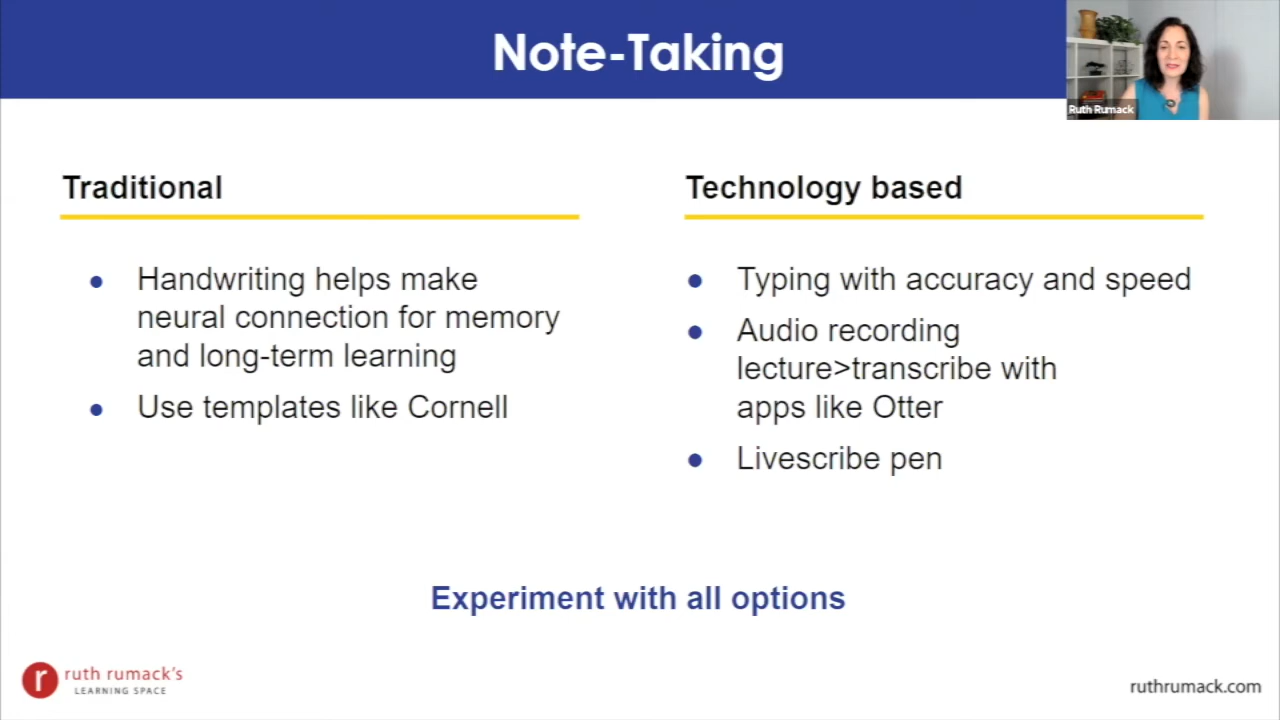 Note-Taking
Ruth Rumack
Traditional
Handwriting helps make
neural connection for memory
and long-term learning
Use templates like Cornell
Technology based
Typing with accuracy and speed
Audio recording
lecture>transcribe with
apps like Otter
Livescribe pen
Experiment with all options
r
ruth rumack's
LEARNING SPACE
ruthrumack.com